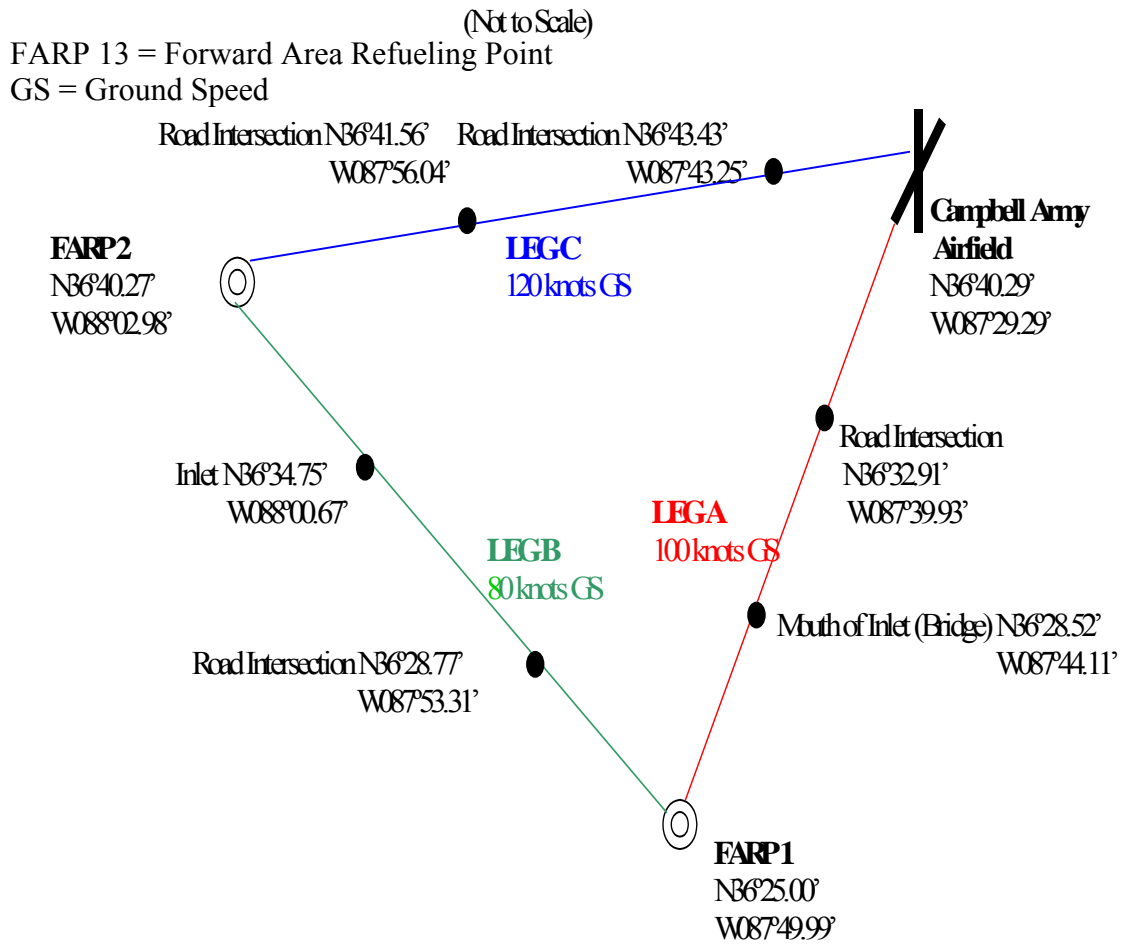 (Not to Scale)
FARP 13 = Forward Area Refueling Point
GS = Ground Speed
Road Intersection N36°41.56’
W087°56.04’
Road Intersection N36°43.43’
W087°43.25’
Campbell Army
Airfield
N36°40.29’
W087°29.29’
FARP 2
N36°40.27’
W088°02.98’
LEG C
120 knots GS
Road Intersection
N36°32.91’
W087°39.93’
Inlet N36°34.75’
W088°00.67’
LEG A
100 knots GS
LEG B
80 knots GS
Mouth of Inlet (Bridge) N36°28.52’
W087°44.11’
Road Intersection N36°28.77’
W087°53.31’
FARP 1
N36°25.00’
W087°49.99’